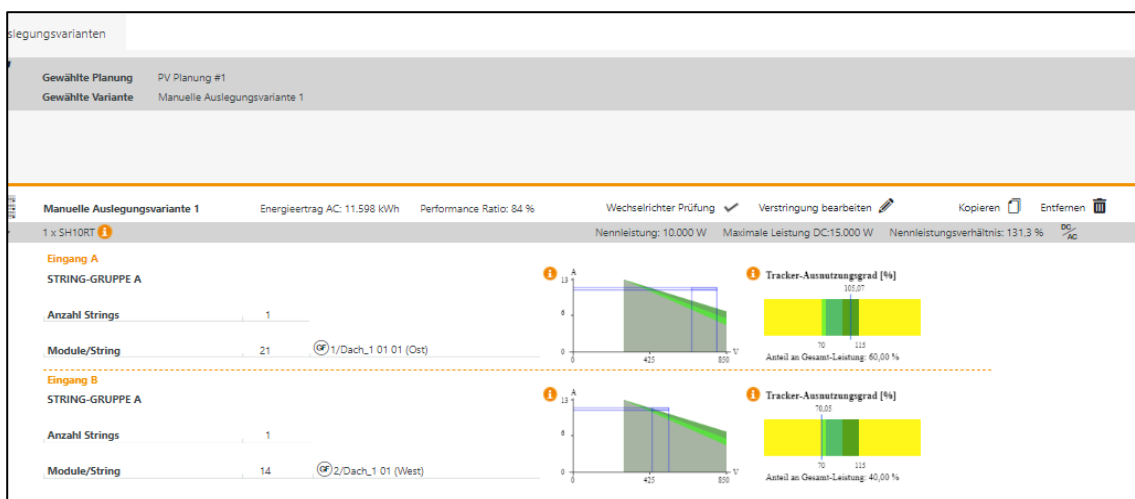 slegungsvarianten
Gewählte Planung PV Planung #1
Gewählte Variante Manuelle Auslegungsvariante 1
Manuelle Auslegungsvariante 1 Energieertrag AC: 11.598 kWh Performance Ratio: 84 % Wechselrichter Prüfung Verstringung bearbeiten Kopieren Entfernen
1 x SH10RT Nennleistung: 10.000 W Maximale Leistung DC:15.000 W Nennleistungsverhältnis: 131,3 % DC/AC
Eingang A
STRING-GRUPPE A
A
13
6
0
0 425 850 V
Tracker-Ausnutzungsgrad [%]
105,07
70 115
Anteil an Gesamt-Leistung: 60,00 %
Anzahl Strings 1
Module/String 21 GF 1/Dach_1 01 01 (Ost)
Eingang B
STRING-GRUPPE A
A
13
6
0
0 425 850 V
Tracker-Ausnutzungsgrad [%]
70,05
70 115
Anteil an Gesamt-Leistung: 40,00 %
Anzahl Strings 1
Module/String 14 GF 2/Dach_1 01 (West)